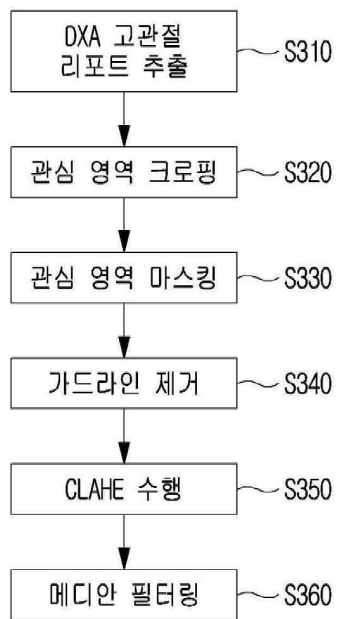 DXA 고관절
리포트 추출
S310
관심 영역 크로핑
S320
관심 영역 마스킹
S330
가드라인 제거
S340
CLAHE 수행
S350
메디안 필터링
S360